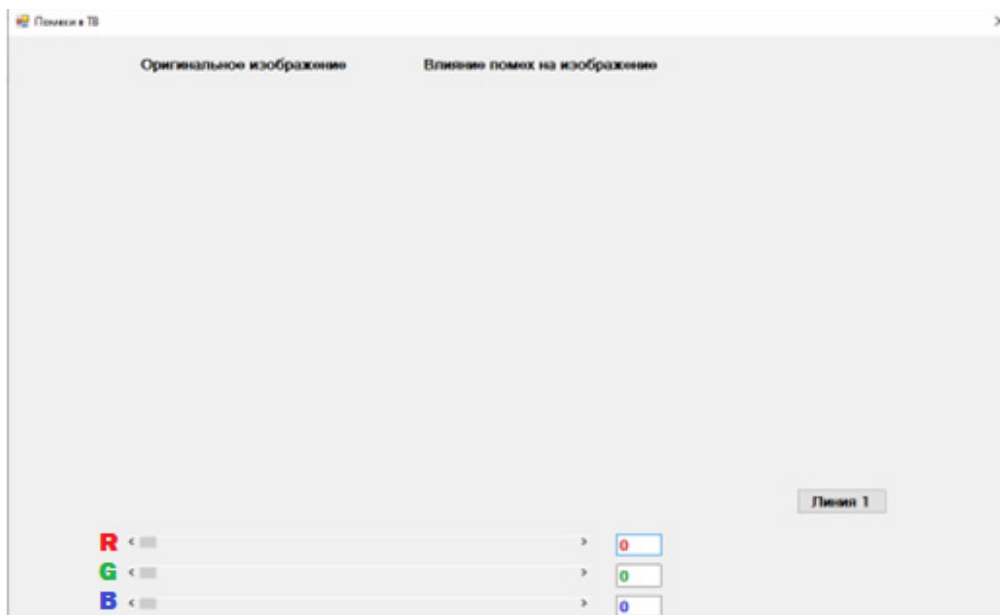 Помехи в ТВ
Оригинальное изображение Влияние помех на изображение
Линия 1
R 0
G 0
B 0